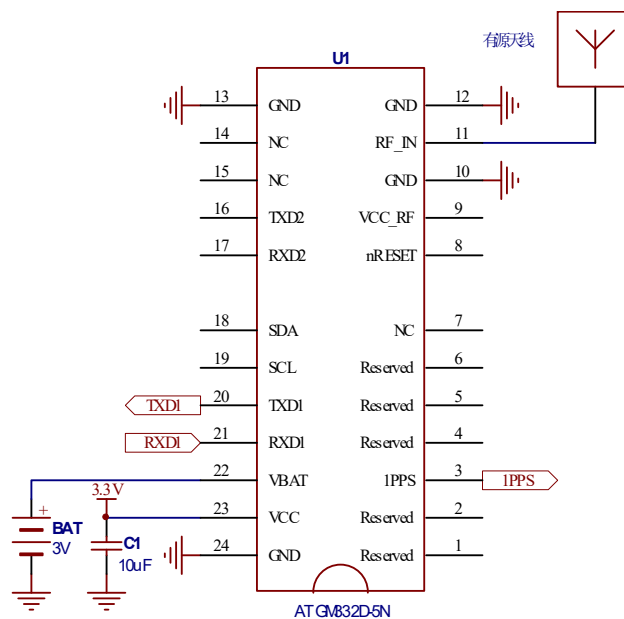 有源天线
U1
13 GND GND 12
14 NC RF_IN 11
15 NC GND 10
16 TXD2 VCC_RF 9
17 RXD2 nRESET 8
18 SDA NC 7
19 SCL Reserved 6
TXD1 20 TXD1 Reserved 5
RXD1 21 RXD1 Reserved 4
22 VBAT 1PPS 3 1PPS
3.3V
23 VCC Reserved 2
+
BAT
3V
C1
10uF
24 GND Reserved 1
ATGM332D-5N